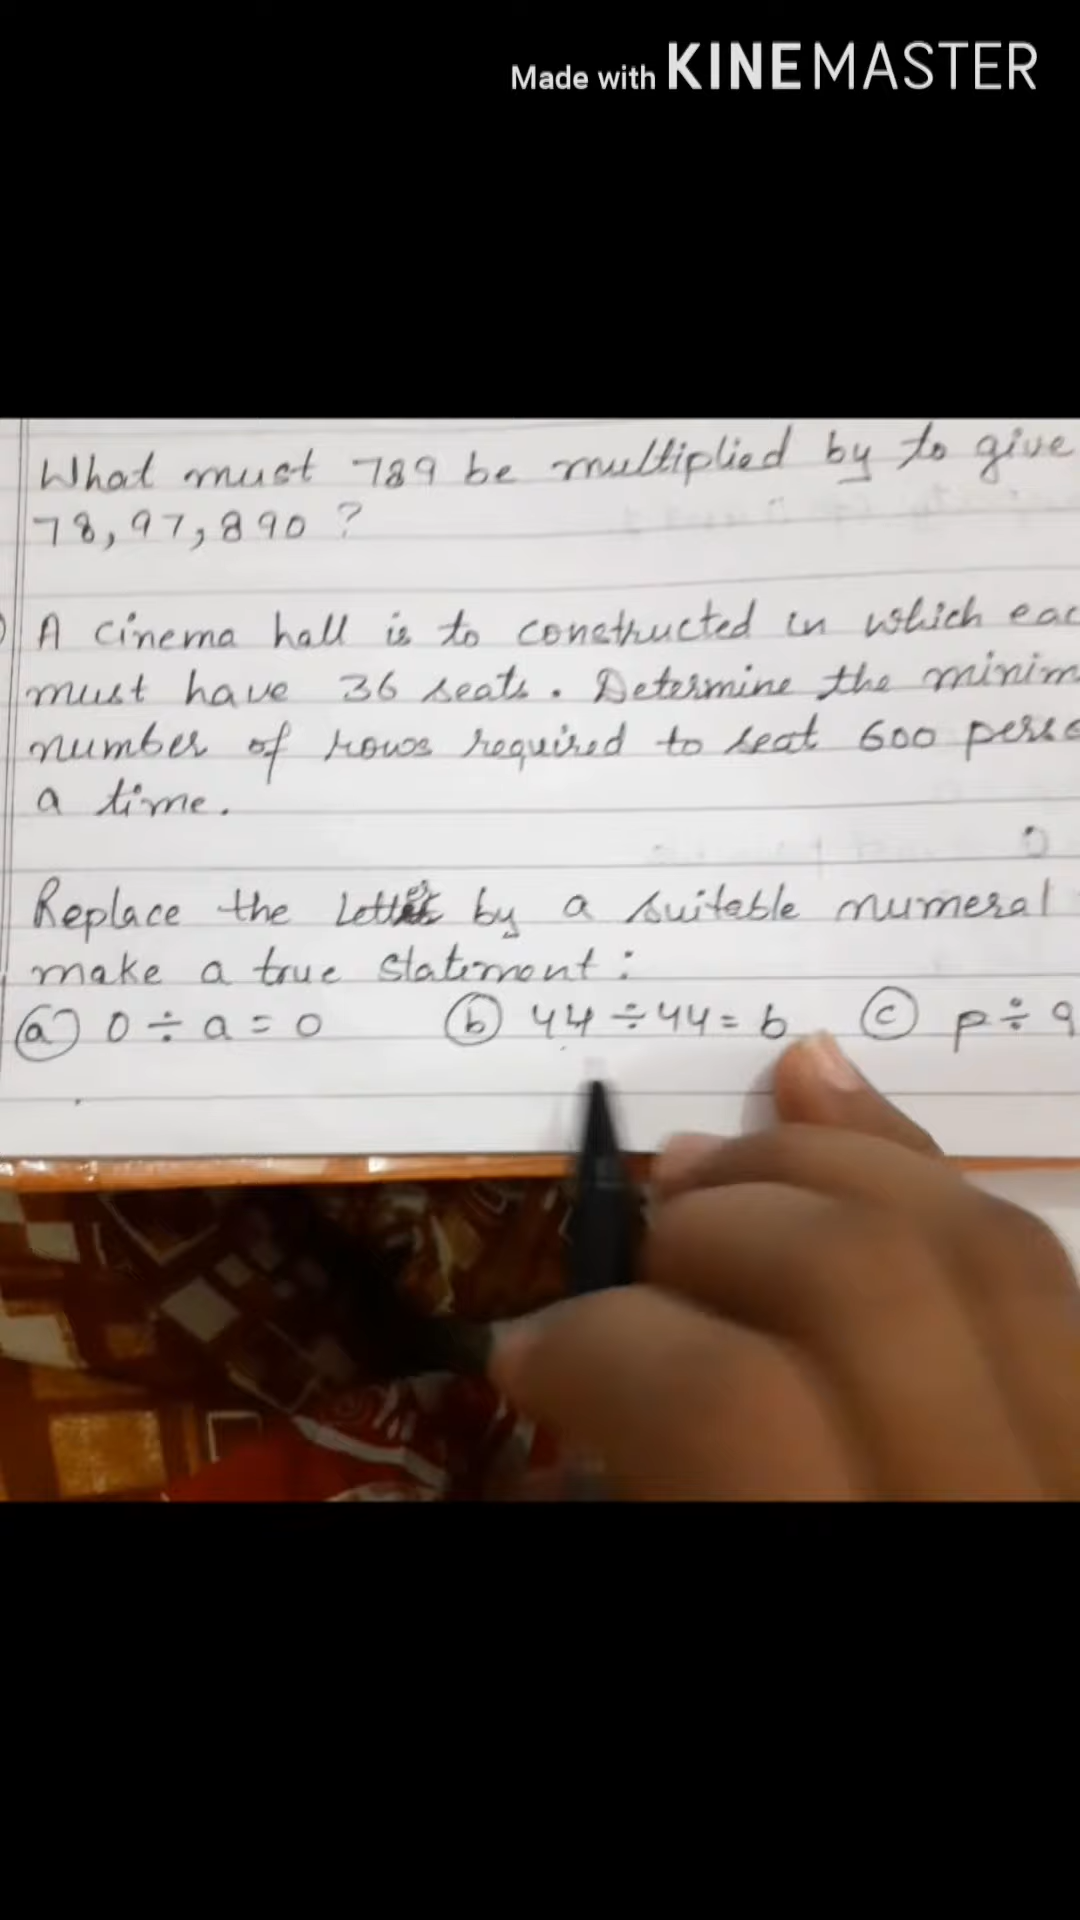 Made with KINEMASTER
What must 789 be multiplied by to give
78,97,890 ?
A cinema hall is to constructed in which eac
must have 36 seats. Determine the minim
number of rows required to seat 600 perso
a time.
Replace the by a suitable numeral
make a true statement:
(a) 0 ÷ a = 0 (b) 44 ÷ 44 = b (c) p ÷ 9